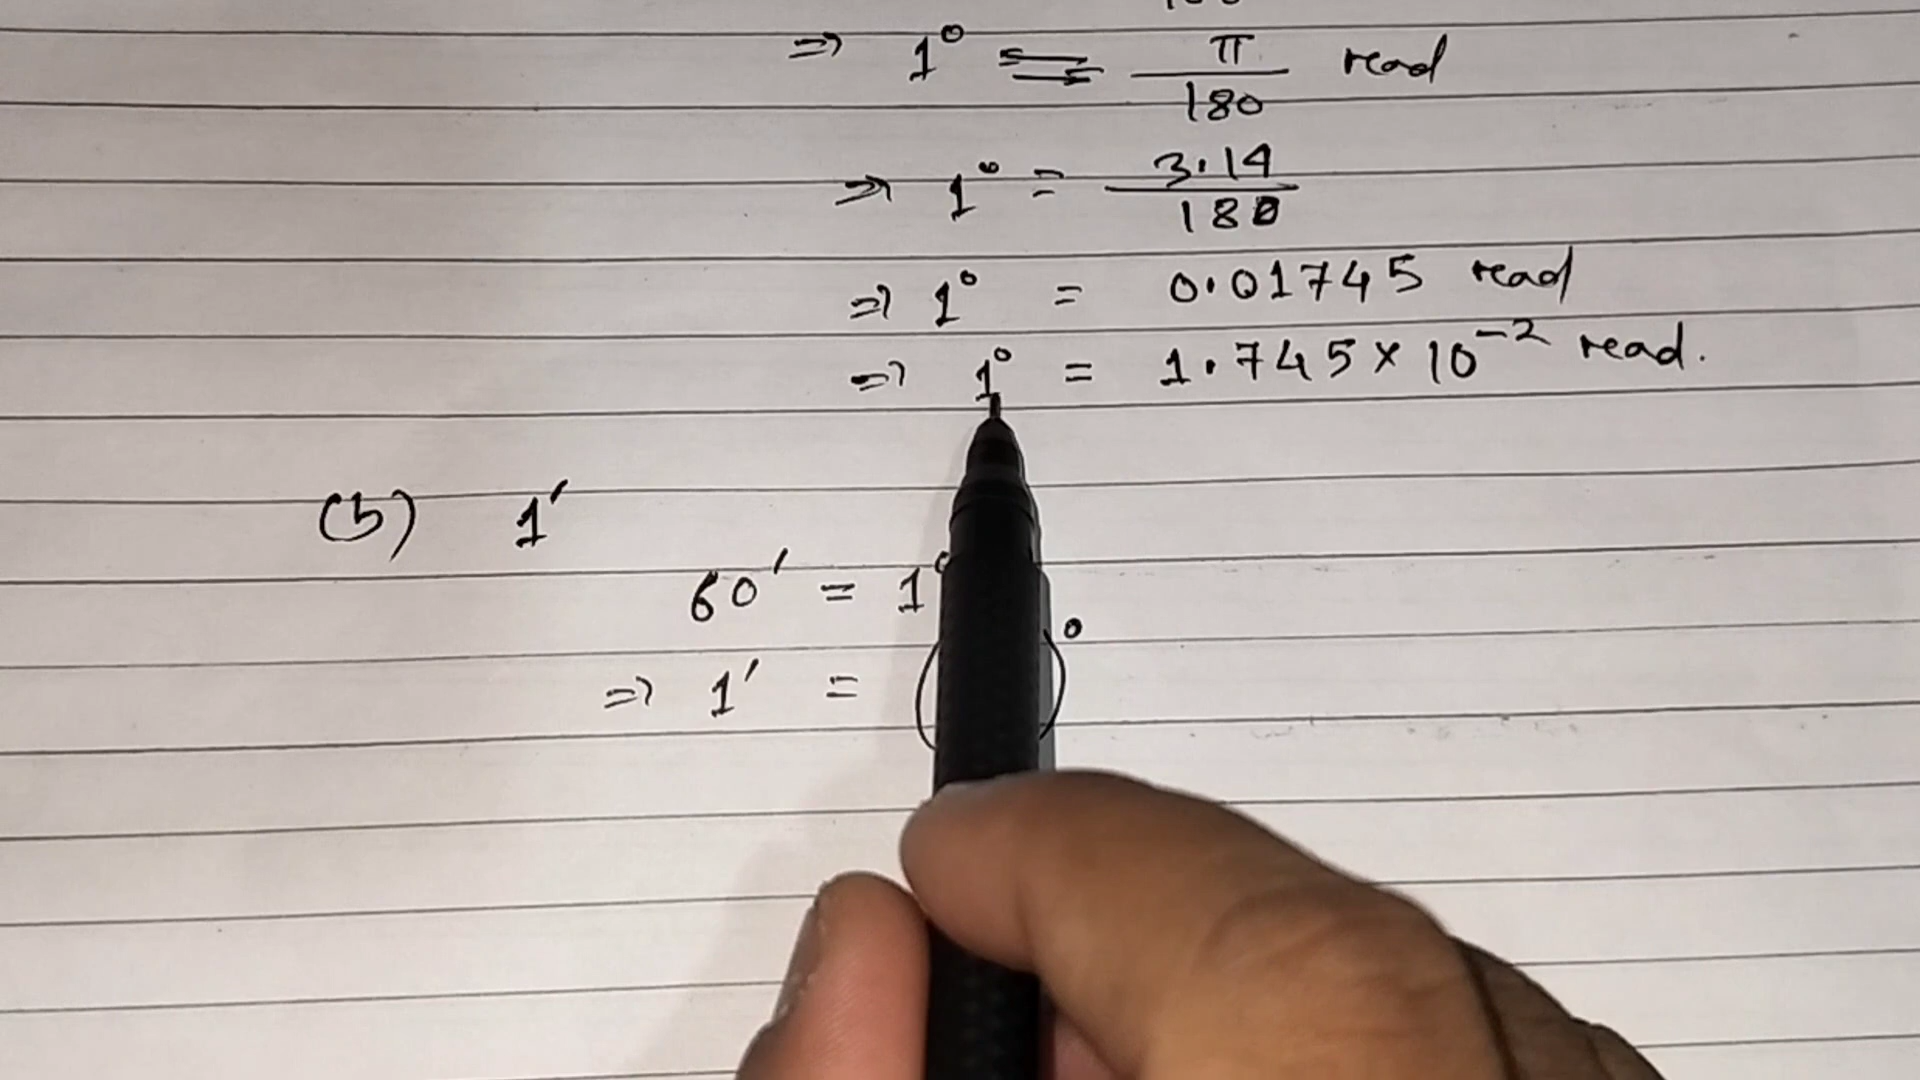 ⇒ 1° ⇌ π/180 read
⇒ 1° = 3.14/180
⇒ 1° = 0.01745 read
⇒ 1° = 1.745 × 10⁻² read.
(b) 1′
60′ = 1°
⇒ 1′ = ( )°